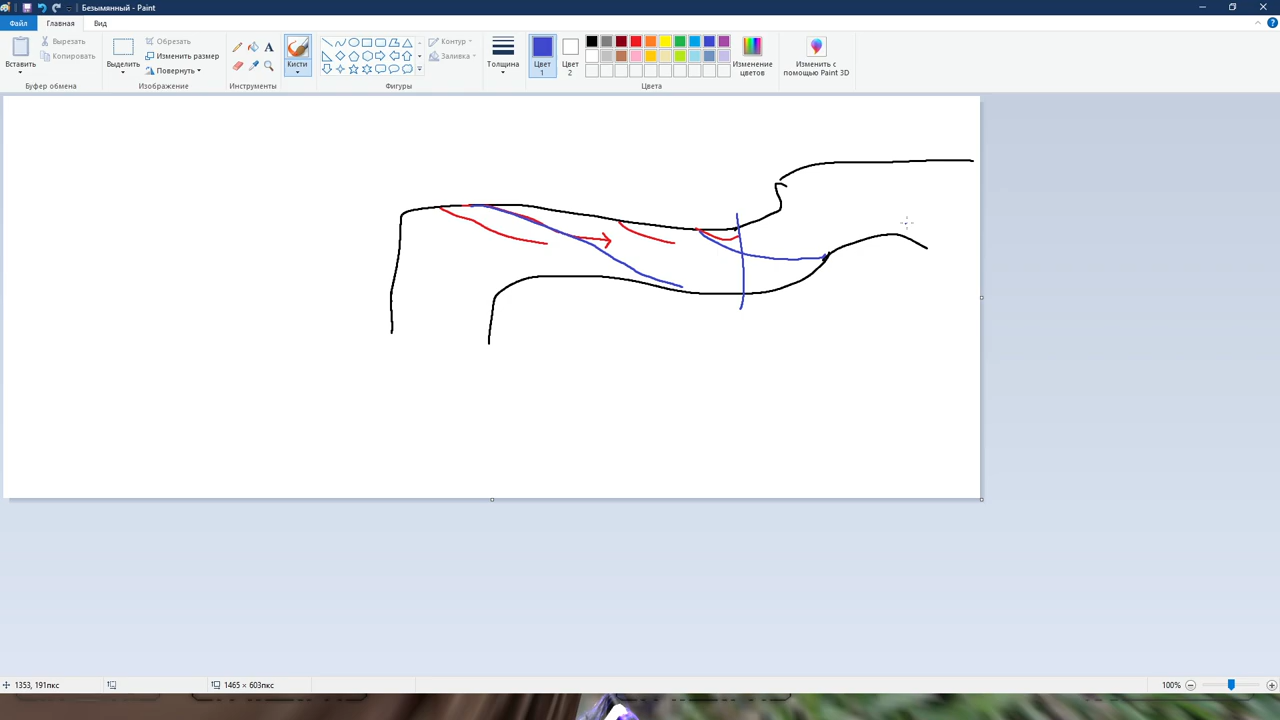 Безымянный - Paint
Файл Главная Вид
Вставить
Вырезать
Копировать
Буфер обмена
Выделить
Обрезать
Изменить размер
Повернуть
Изображение
A
Инструменты
Кисти
Контур
Заливка
Фигуры
Толщина
Цвет 1
Цвет 2
Цвета
Изменение цветов
Изменить с помощью Paint 3D
1353, 191пкс
1465 × 603пкс
100%